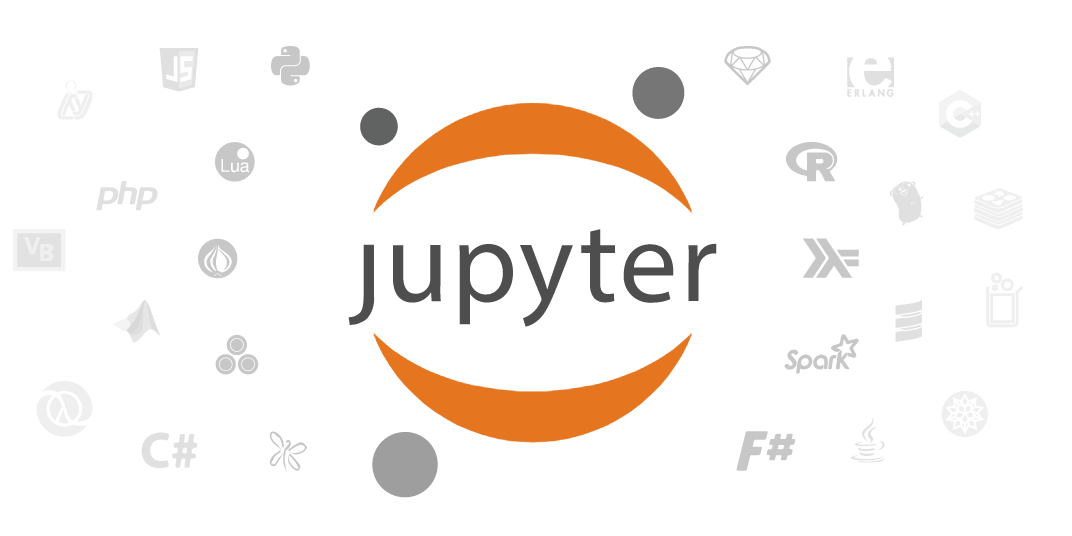 JS
ERLANG
C++
Lua
R
php
VB
jupyter
Spark
C#
F#